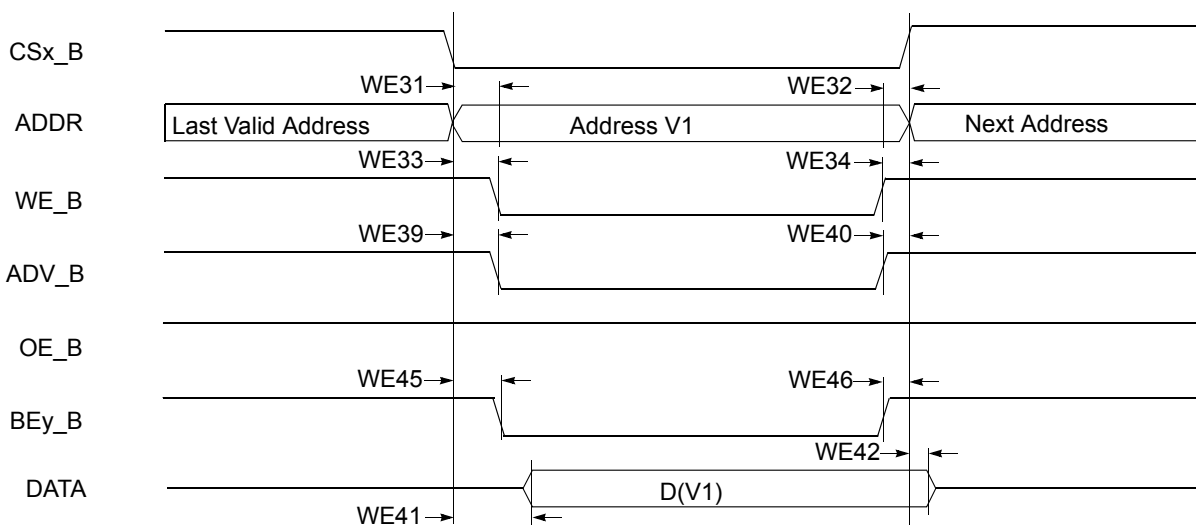 CSx_B
WE31
WE32
ADDR
Last Valid Address
Address V1
Next Address
WE33
WE34
WE_B
WE39
WE40
ADV_B
OE_B
WE45
WE46
BEy_B
WE42
DATA
D(V1)
WE41